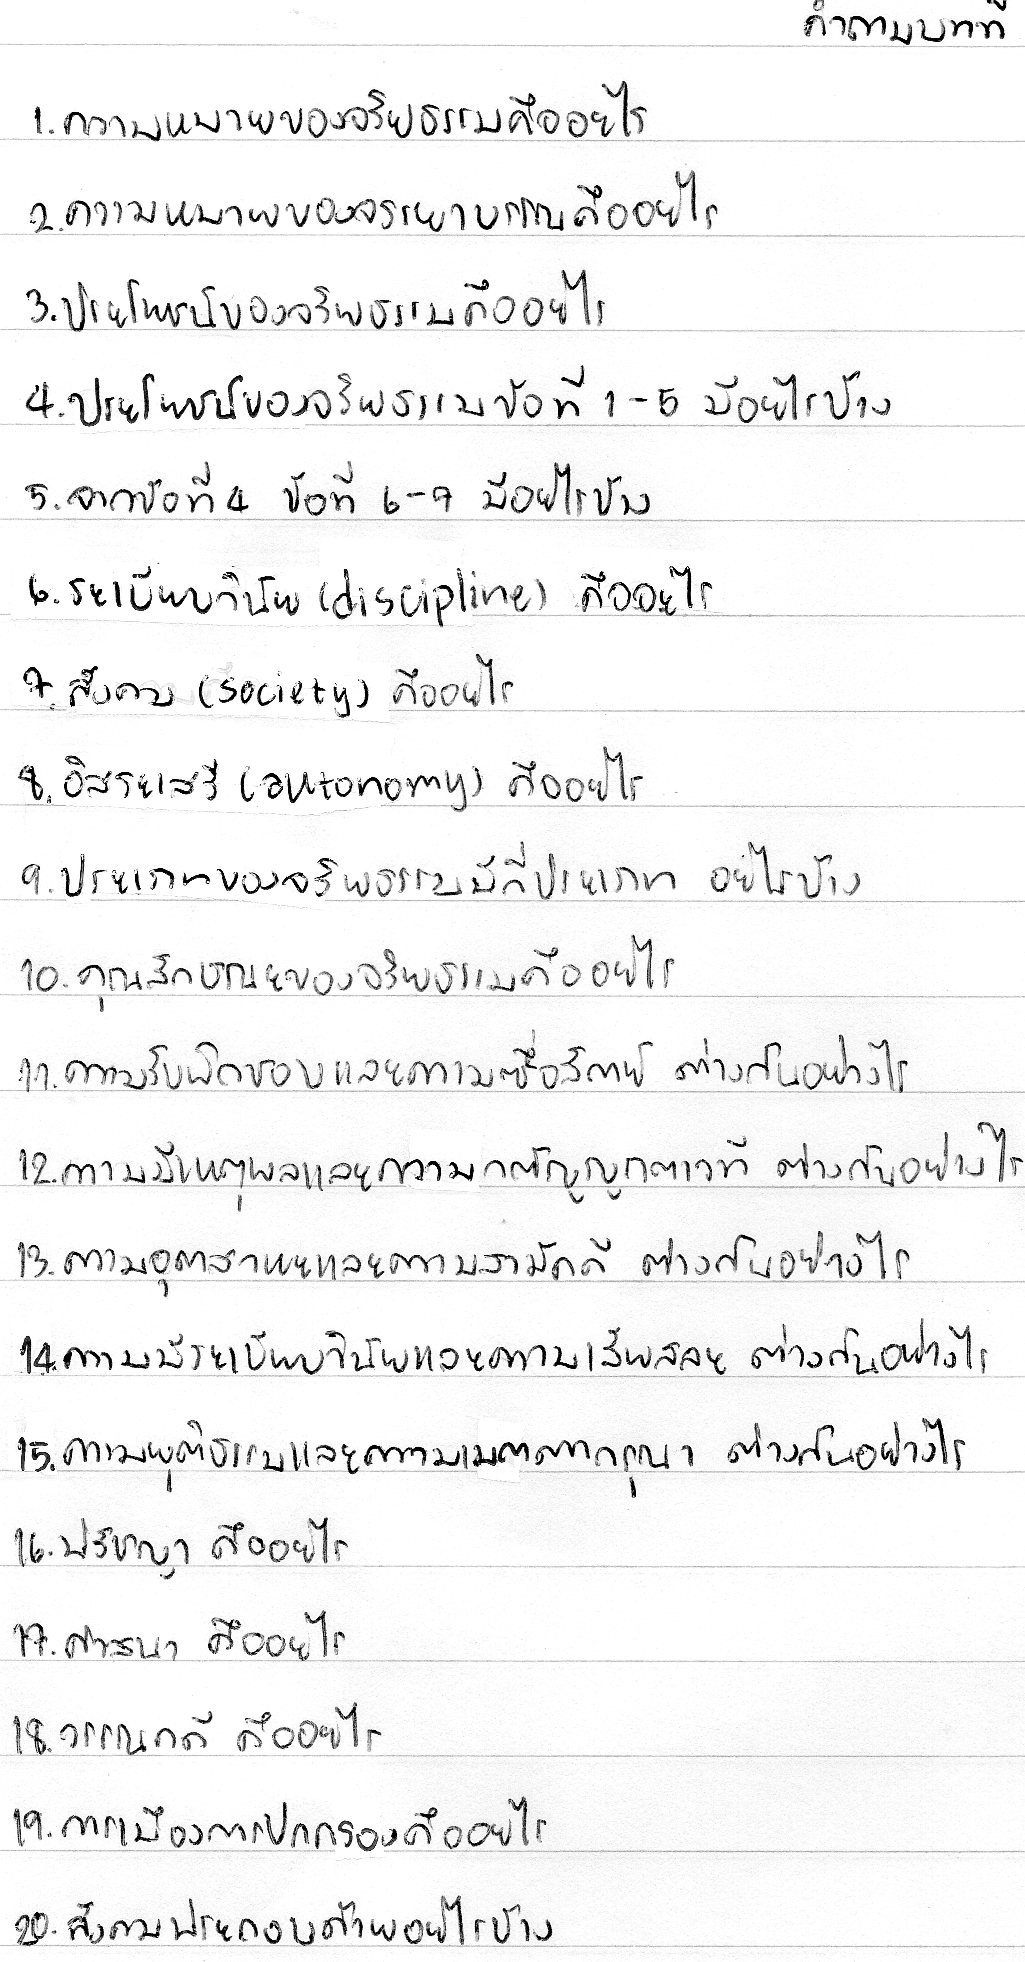 คำถามบทที่
1. ความหมายของจริยธรรมคืออะไร
2. ความหมายของจรรยาบรรณคืออะไร
3. ประโยชน์ของจริยธรรมคืออะไร
4. ประโยชน์ของจริยธรรมข้อที่ 1-5 มีอะไรบ้าง
5. จากข้อที่ 4 ข้อที่ 6-9 มีอะไรบ้าง
6. ระเบียบวินัย (discipline) คืออะไร
7. สังคม (society) คืออะไร
8. อิสระเสรี (autonomy) คืออะไร
9. ประเภทของจริยธรรมมีกี่ประเภท อะไรบ้าง
10. คุณลักษณะของจริยธรรมคืออะไร
11. ความรับผิดชอบและความซื่อสัตย์ ต่างกันอย่างไร
12. ความมีเหตุผลและความกตัญญูกตเวที ต่างกันอย่างไร
13. ความอุตสาหะและความสามัคคี ต่างกันอย่างไร
14. ความมีระเบียบวินัยและความเสียสละ ต่างกันอย่างไร
15. ความยุติธรรมและความเมตตากรุณา ต่างกันอย่างไร
16. ปรัชญา คืออะไร
17. ศาสนา คืออะไร
18. วรรณคดี คืออะไร
19. การเมืองการปกครองคืออะไร
20. สังคมประกอบด้วยอะไรบ้าง